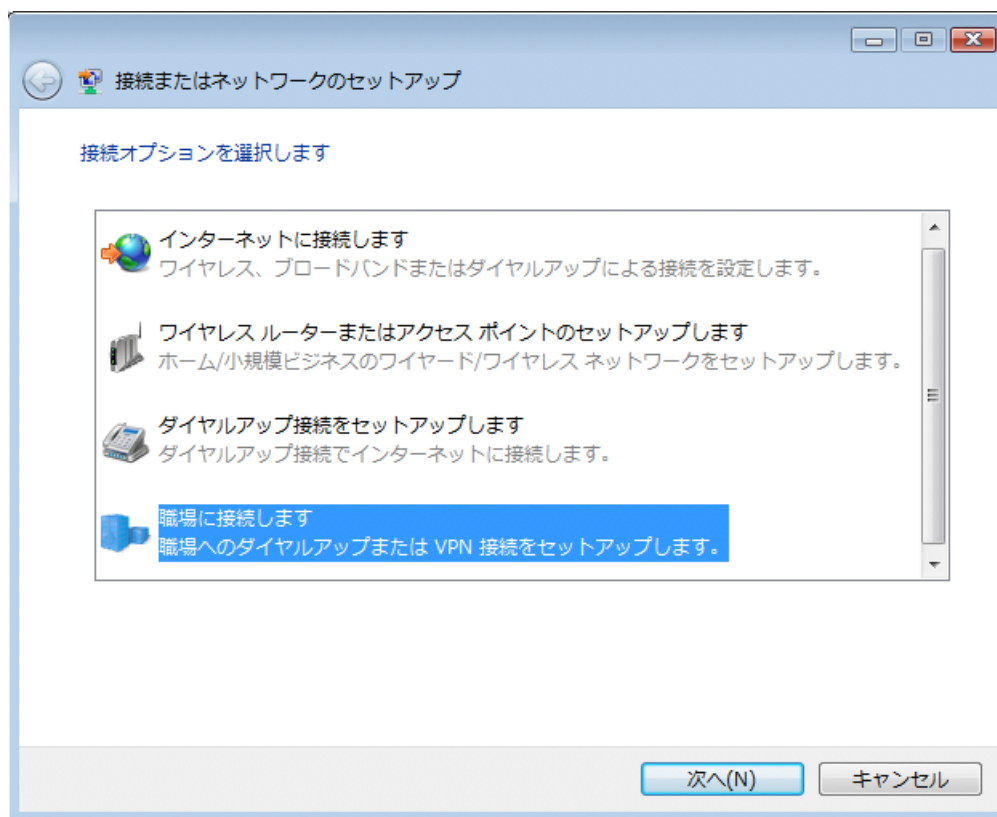 接続またはネットワークのセットアップ
接続オプションを選択します
インターネットに接続します
ワイヤレス、ブロードバンドまたはダイヤルアップによる接続を設定します。
ワイヤレス ルーターまたはアクセス ポイントのセットアップします
ホーム/小規模ビジネスのワイヤード/ワイヤレス ネットワークをセットアップします。
ダイヤルアップ接続をセットアップします
ダイヤルアップ接続でインターネットに接続します。
職場に接続します
職場へのダイヤルアップまたは VPN 接続をセットアップします。
次へ(N)
キャンセル